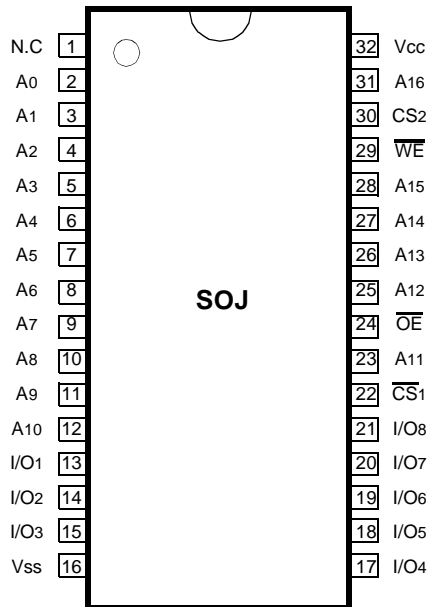 N.C 1 32 Vcc
A0 2 31 A16
A1 3 30 CS2
A2 4 29 W̅E̅
A3 5 28 A15
A4 6 27 A14
A5 7 26 A13
A6 8 25 A12
SOJ
A7 9 24 O̅E̅
A8 10 23 A11
A9 11 22 C̅S̅1
A10 12 21 I/O8
I/O1 13 20 I/O7
I/O2 14 19 I/O6
I/O3 15 18 I/O5
Vss 16 17 I/O4